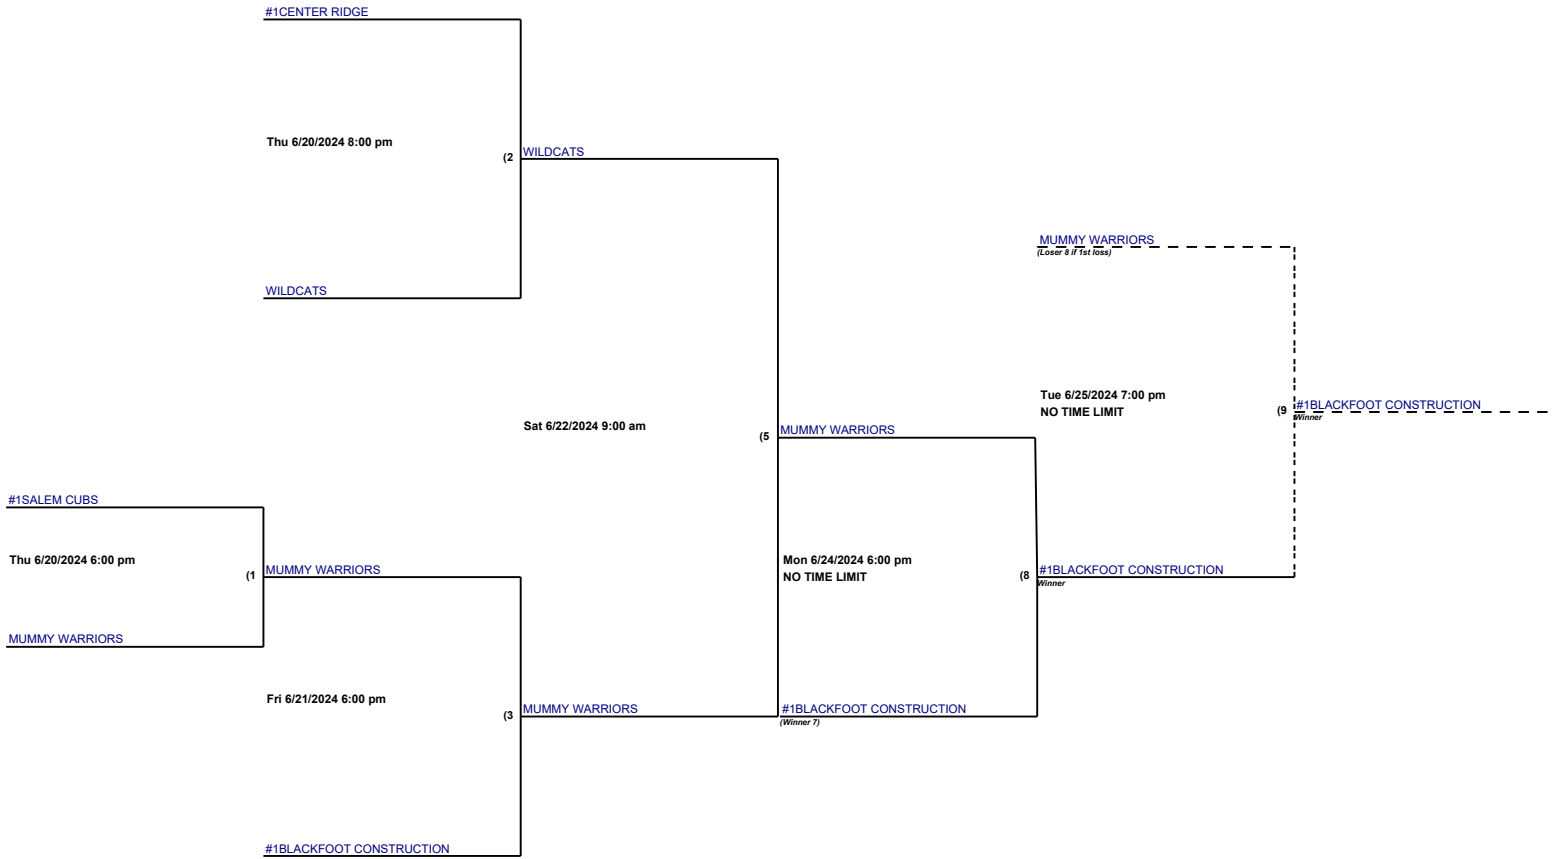 #1CENTER RIDGE
Thu 6/20/2024 8:00 pm
(2
WILDCATS
WILDCATS
MUMMY WARRIORS
(Loser 8 if 1st loss)
Tue 6/25/2024 7:00 pm
NO TIME LIMIT
(9
#1BLACKFOOT CONSTRUCTION
Winner
Sat 6/22/2024 9:00 am
(5
MUMMY WARRIORS
#1SALEM CUBS
Thu 6/20/2024 6:00 pm
(1
MUMMY WARRIORS
MUMMY WARRIORS
Mon 6/24/2024 6:00 pm
NO TIME LIMIT
(8
#1BLACKFOOT CONSTRUCTION
Winner
Fri 6/21/2024 6:00 pm
(3
MUMMY WARRIORS
#1BLACKFOOT CONSTRUCTION
(Winner 7)
#1BLACKFOOT CONSTRUCTION